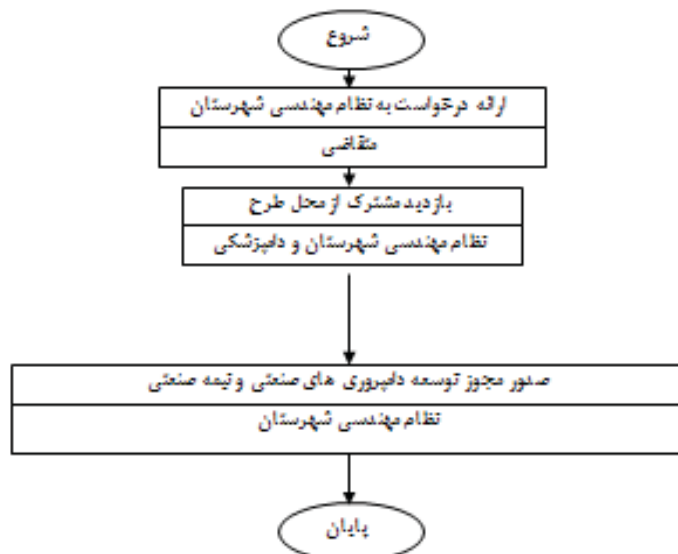 شروع
ارائه درخواست به نظام مهندسی شهرستان
متقاضی
بازدید مشترک از محل طرح
نظام مهندسی شهرستان و دامپزشکی
صدور مجوز توسعه دامپروری های صنعتی و نیمه صنعتی
نظام مهندسی شهرستان
پایان